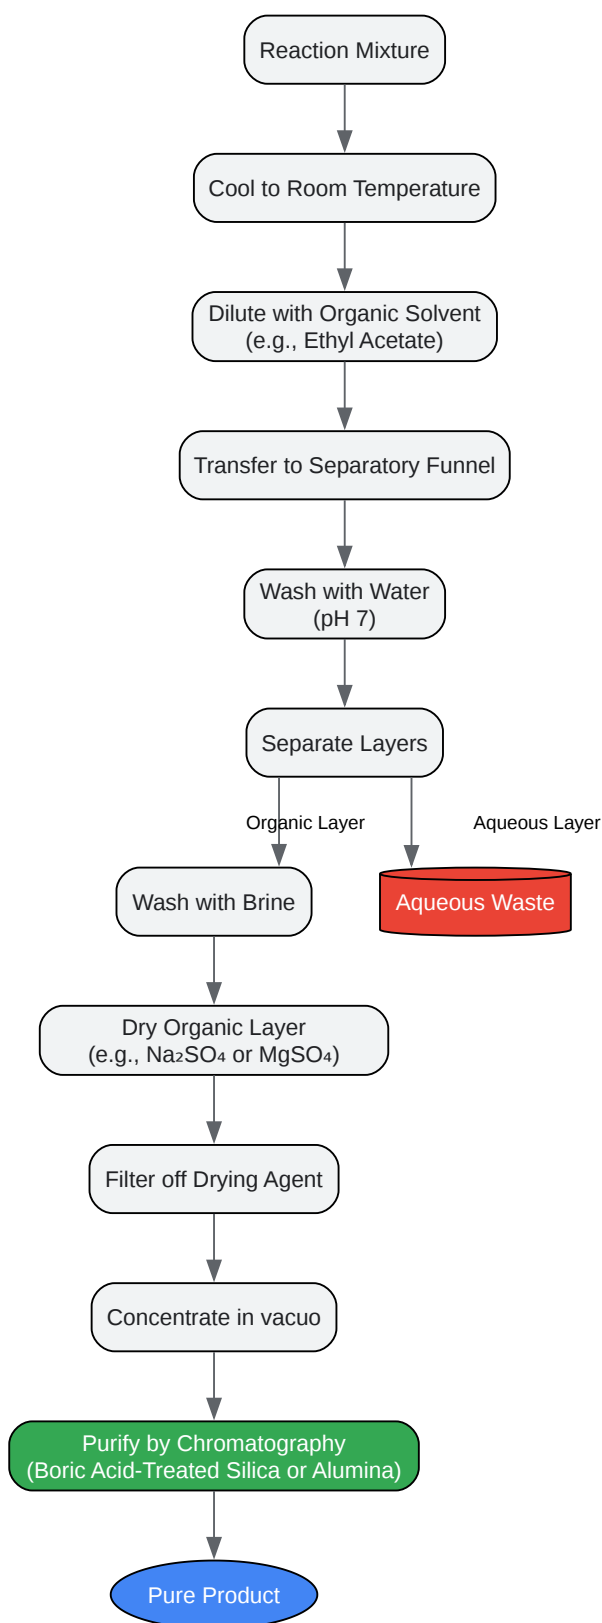 Reaction Mixture
Cool to Room Temperature
Dilute with Organic Solvent
(e.g., Ethyl Acetate)
Transfer to Separatory Funnel
Wash with Water
(pH 7)
Separate Layers
Organic Layer
Aqueous Layer
Wash with Brine
Aqueous Waste
Dry Organic Layer
(e.g., Na₂SO₄ or MgSO₄)
Filter off Drying Agent
Concentrate in vacuo
Purify by Chromatography
(Boric Acid-Treated Silica or Alumina)
Pure Product